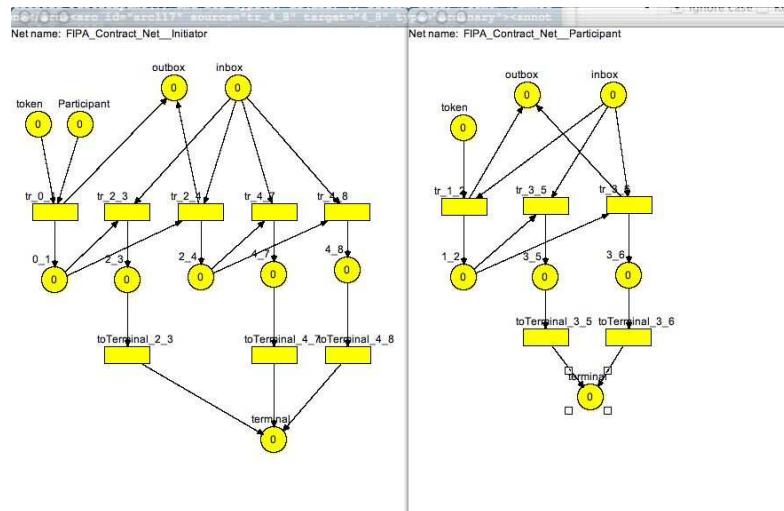 <arc id="arc117" source="tr_4_8" target="4_8" ty
Ignore case
Net name: FIPA_Contract_Net__Initiator
Net name: FIPA_Contract_Net__Participant
outbox inbox
token Participant
0 0 0 0
tr_0_1 tr_2_3 tr_2_4 tr_4_7 tr_4_8
0_1 2_3 2_4 4_7 4_8
0 0 0 0 0
toTerminal_2_3 toTerminal_4_7 toTerminal_4_8
terminal
0
outbox inbox
token
0 0 0
tr_1_2 tr_3_5 tr_3_6
1_2 3_5 3_6
0 0 0
toTerminal_3_5 toTerminal_3_6
terminal
0